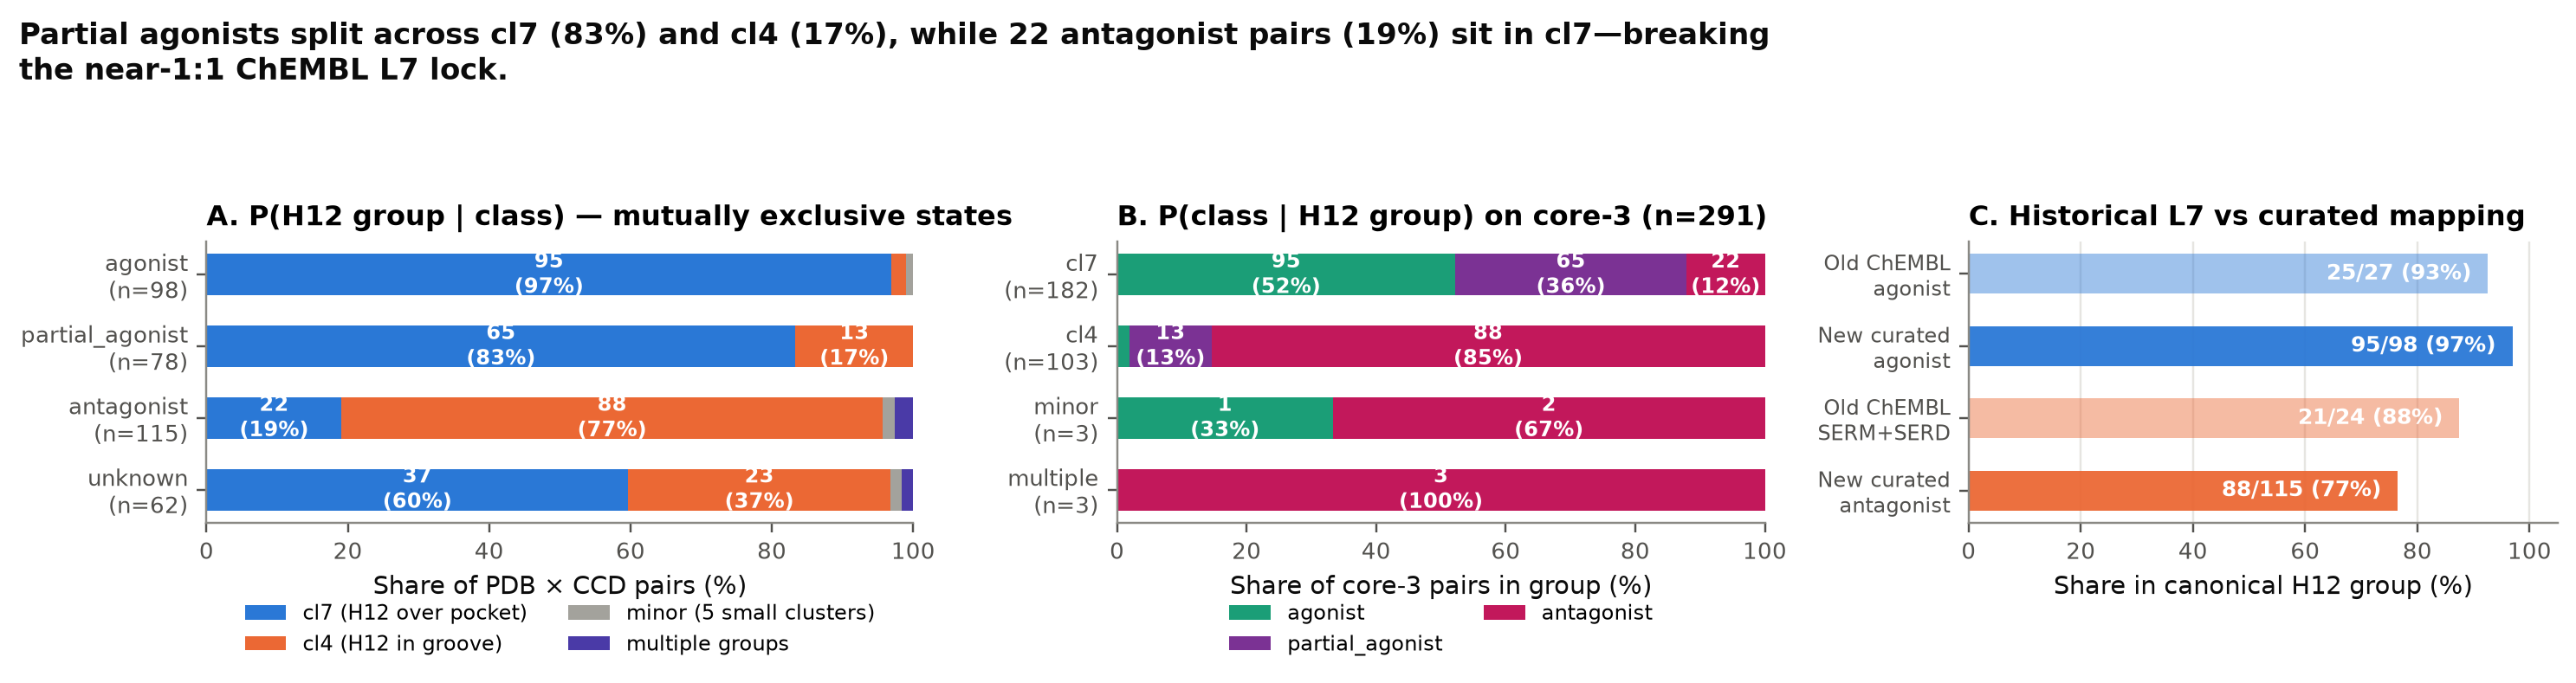 Partial agonists split across cl7 (83%) and cl4 (17%), while 22 antagonist pairs (19%) sit in cl7—breaking
the near-1:1 ChEMBL L7 lock.
A. P(H12 group | class) — mutually exclusive states
agonist
(n=98)
95
(97%)
partial_agonist
(n=78)
65
(83%)
13
(17%)
antagonist
(n=115)
22
(19%)
88
(77%)
unknown
(n=62)
37
(60%)
23
(37%)
0 20 40 60 80 100
Share of PDB × CCD pairs (%)
cl7 (H12 over pocket)
cl4 (H12 in groove)
minor (5 small clusters)
multiple groups
B. P(class | H12 group) on core-3 (n=291)
cl7
(n=182)
95
(52%)
65
(36%)
22
(12%)
cl4
(n=103)
13
(13%)
88
(85%)
minor
(n=3)
1
(33%)
2
(67%)
multiple
(n=3)
3
(100%)
0 20 40 60 80 100
Share of core-3 pairs in group (%)
agonist
partial_agonist
antagonist
C. Historical L7 vs curated mapping
Old ChEMBL
agonist
25/27 (93%)
New curated
agonist
95/98 (97%)
Old ChEMBL
SERM+SERD
21/24 (88%)
New curated
antagonist
88/115 (77%)
0 20 40 60 80 100
Share in canonical H12 group (%)